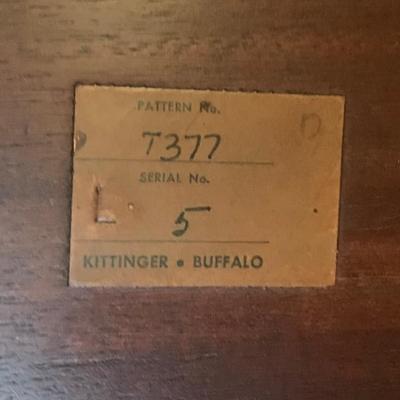 PATTERN No.
T377
SERIAL No.
5
KITTINGER • BUFFALO